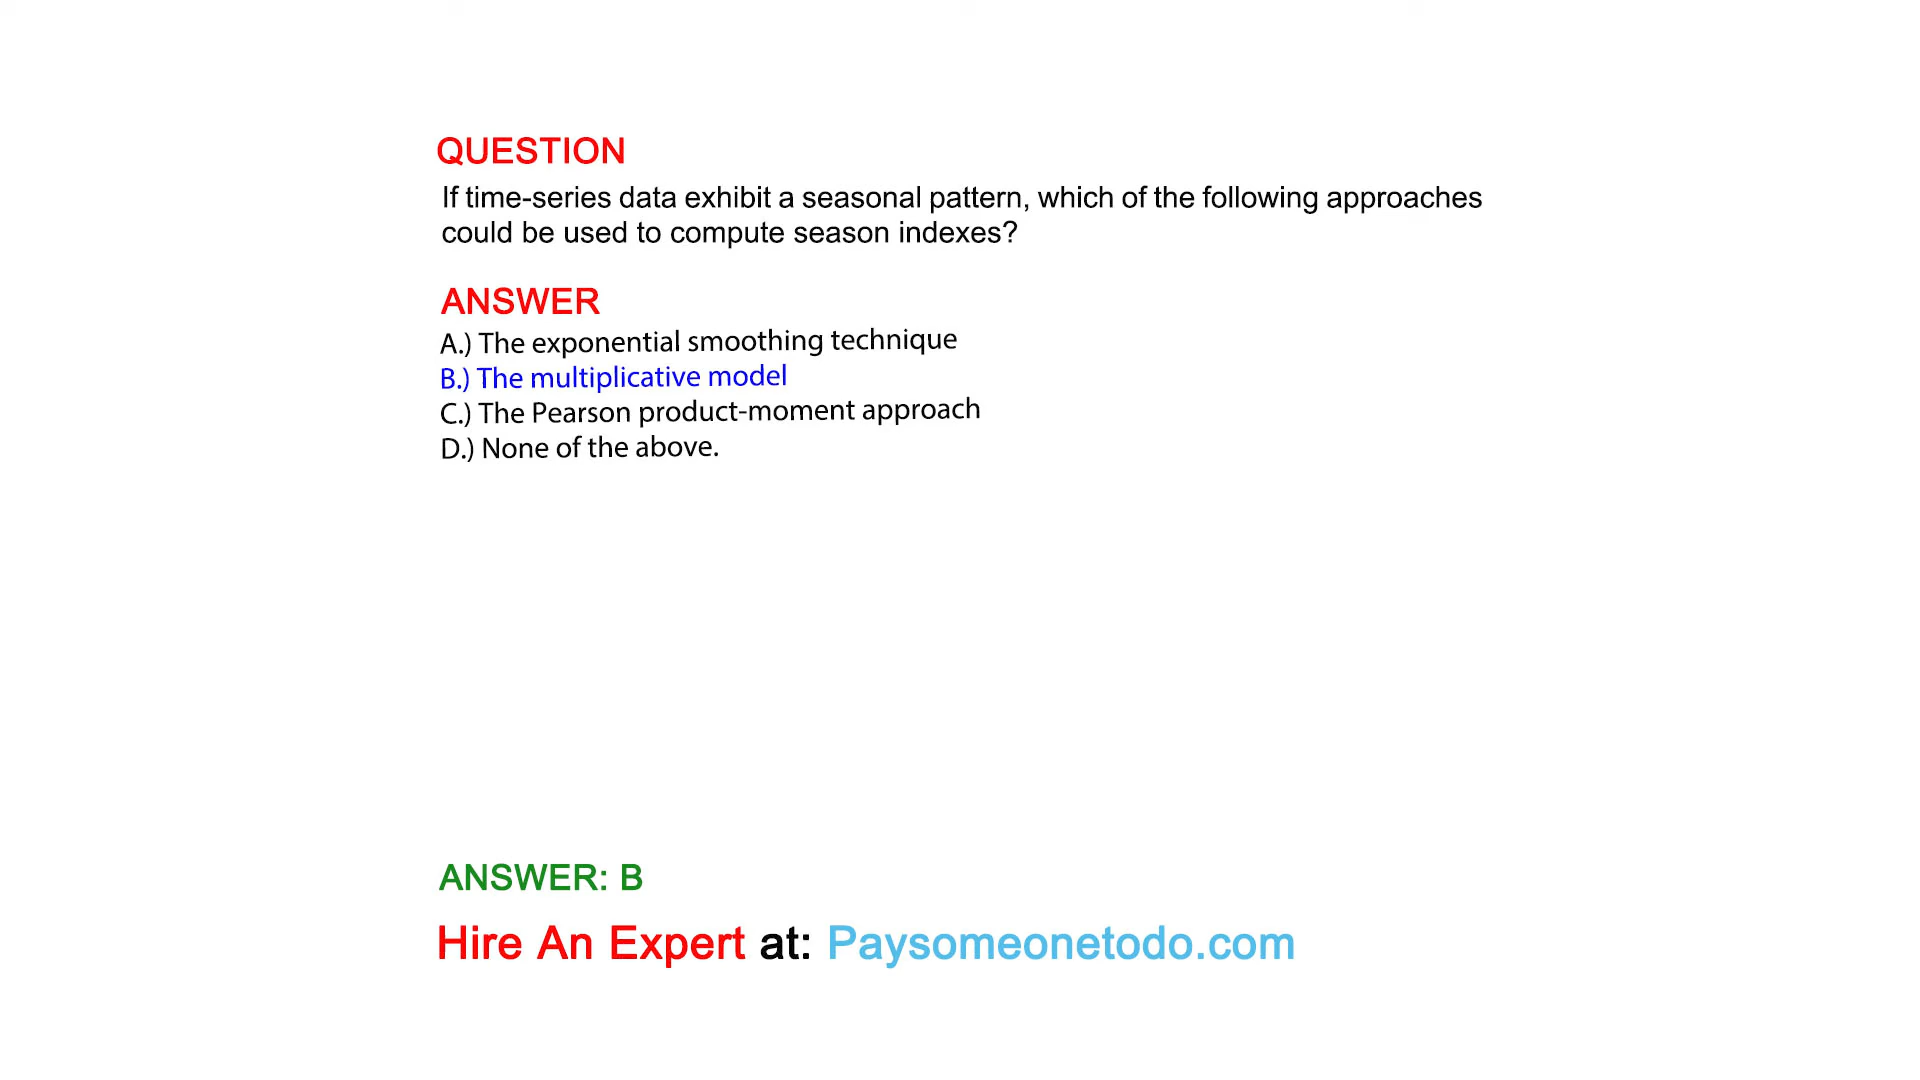 QUESTION
If time-series data exhibit a seasonal pattern, which of the following approaches
could be used to compute season indexes?
ANSWER
A.) The exponential smoothing technique
B.) The multiplicative model
C.) The Pearson product-moment approach
D.) None of the above.
ANSWER: B
Hire An Expert at: Paysomeonetodo.com